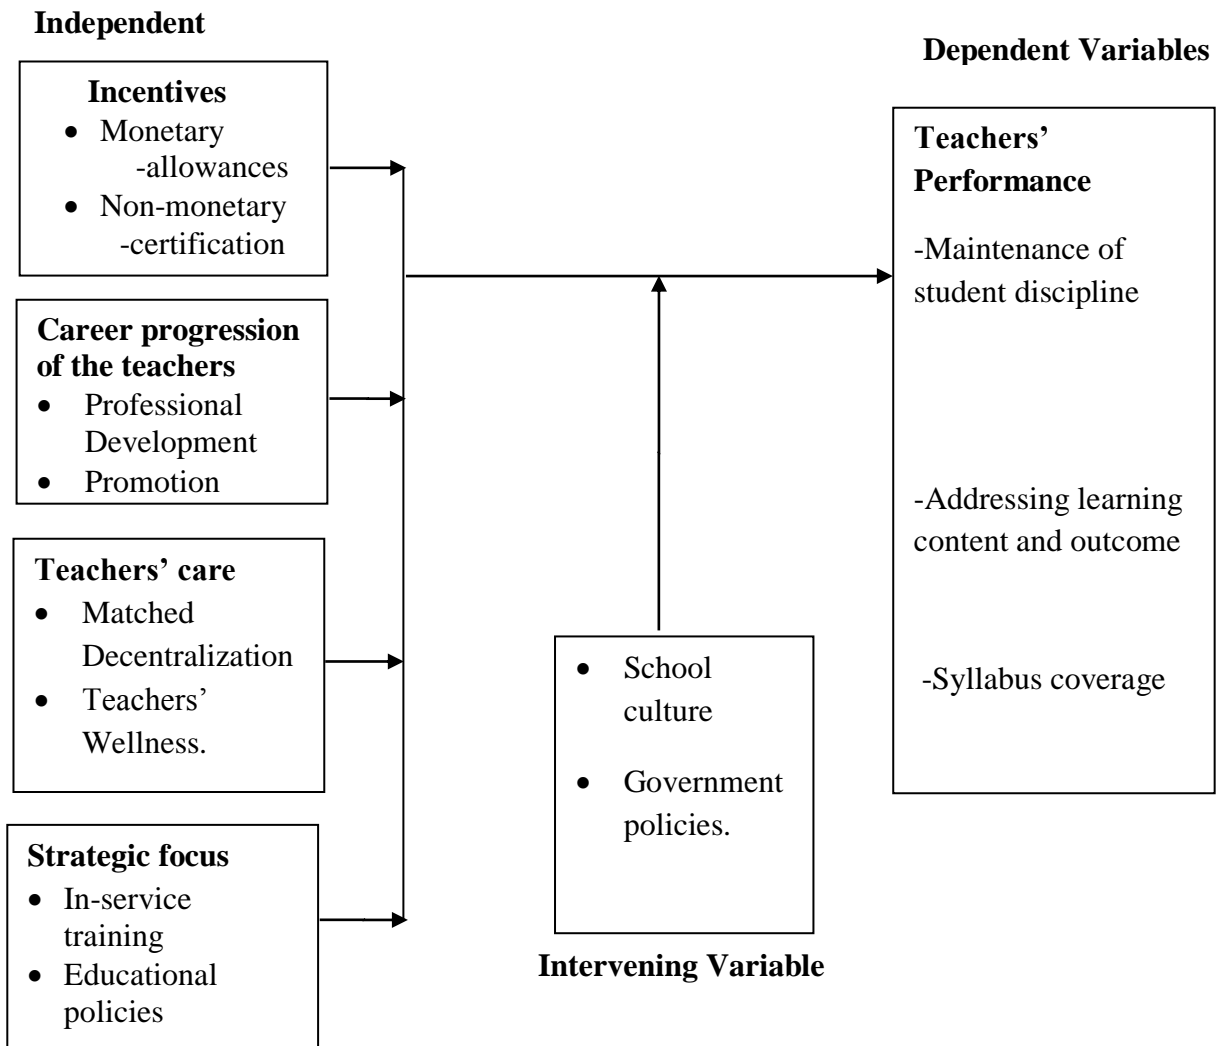 Independent
Incentives
• Monetary
-allowances
• Non-monetary
-certification
Career progression
of the teachers
• Professional
Development
• Promotion
Teachers’ care
• Matched
Decentralization
• Teachers’
Wellness.
Strategic focus
• In-service
training
• Educational
policies
• School
culture
• Government
policies.
Intervening Variable
Dependent Variables
Teachers’
Performance
-Maintenance of
student discipline
-Addressing learning
content and outcome
-Syllabus coverage